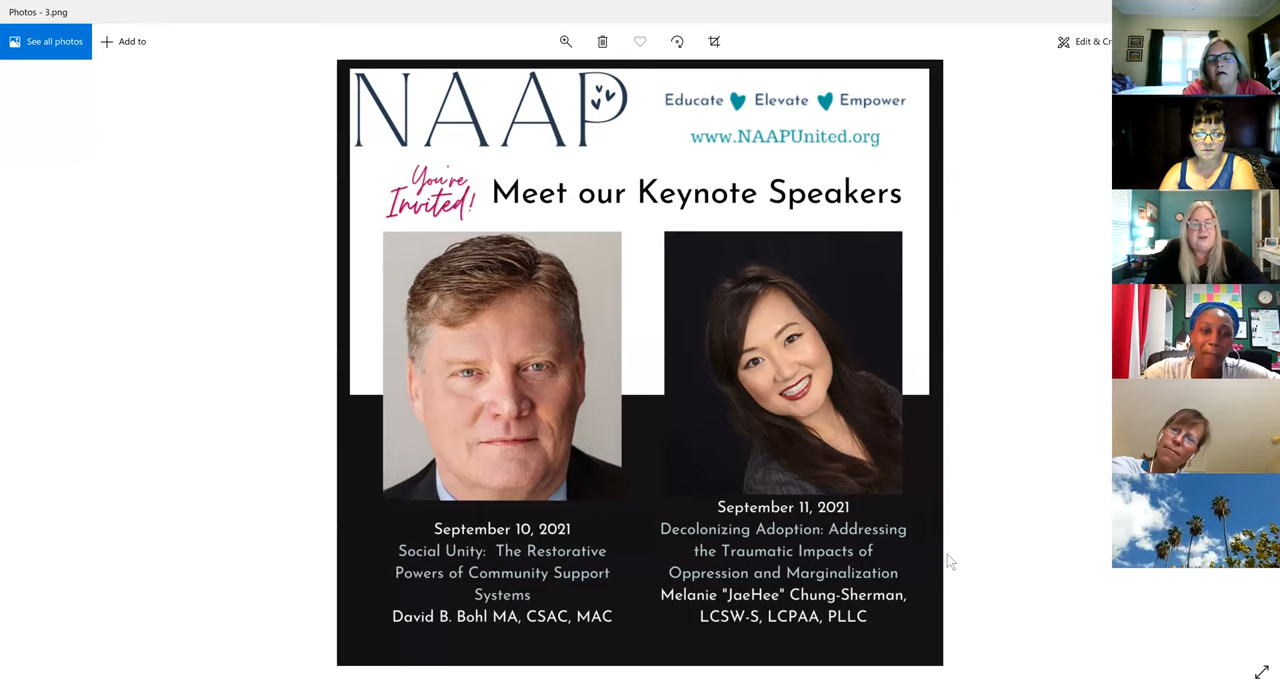 Photos - 3.png
See all photos
Add to
Edit & Cr
NAAP
Educate Elevate Empower
www.NAAPUnited.org
You're
Invited!
Meet our Keynote Speakers
September 10, 2021
Social Unity: The Restorative
Powers of Community Support
Systems
David B. Bohl MA, CSAC, MAC
September 11, 2021
Decolonizing Adoption: Addressing
the Traumatic Impacts of
Oppression and Marginalization
Melanie "JaeHee" Chung-Sherman,
LCSW-S, LCPAA, PLLC